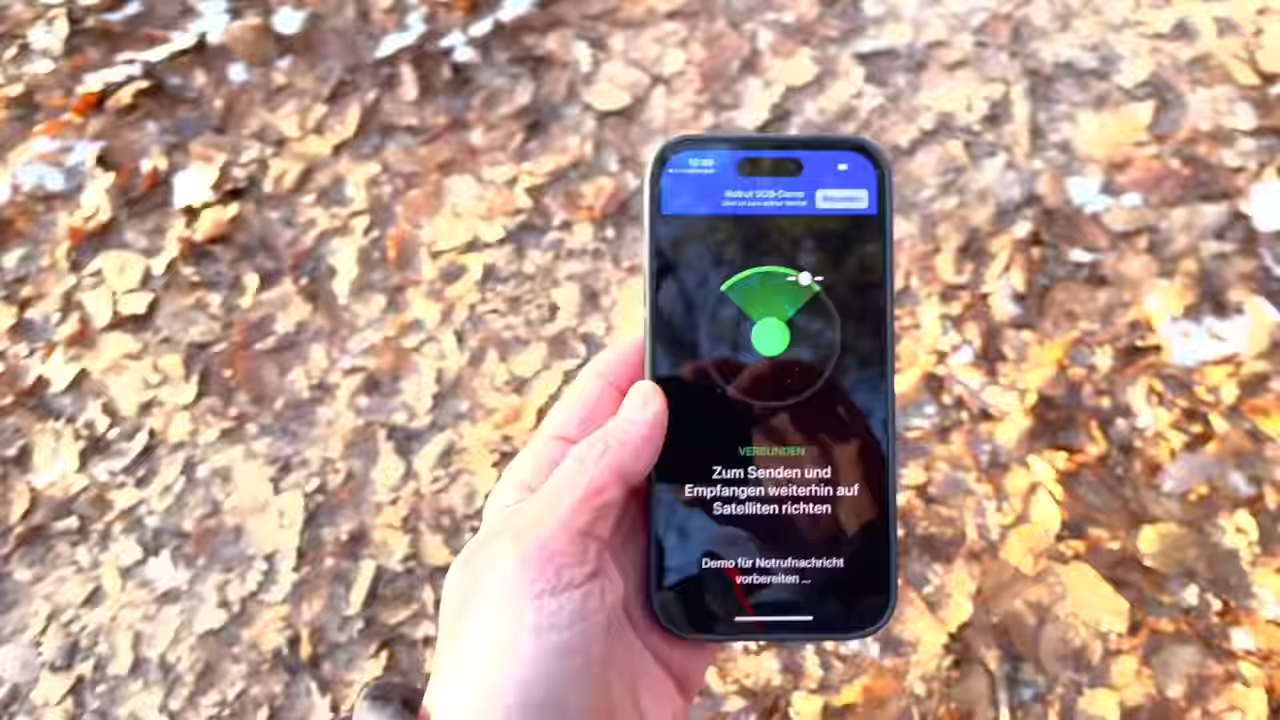 Notruf SOS-Demo
VERBUNDEN
Zum Senden und
Empfangen weiterhin auf
Satelliten richten
Demo für Notrufnachricht
vorbereiten ...